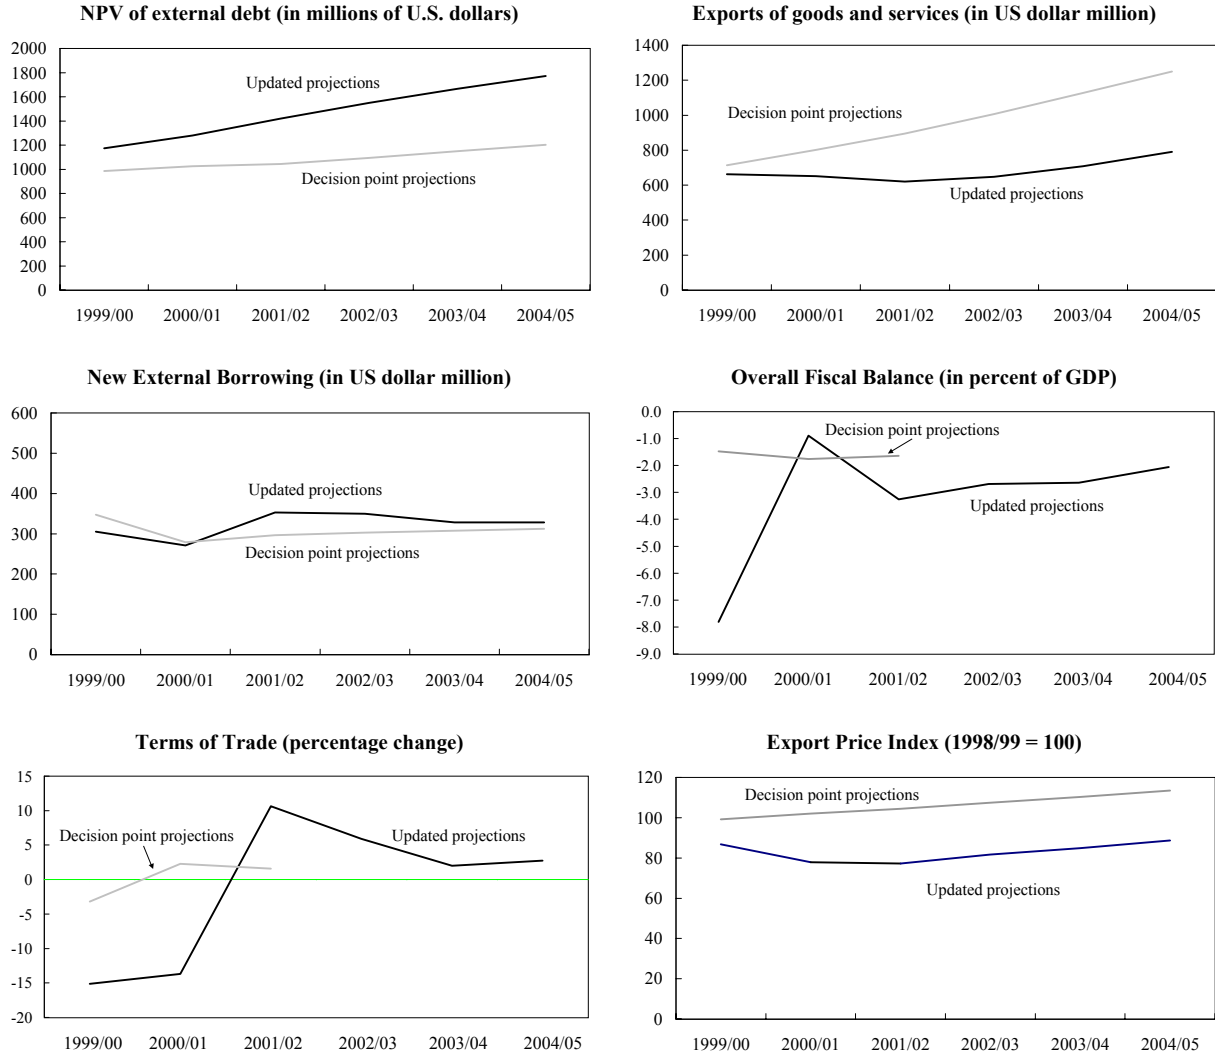 NPV of external debt (in millions of U.S. dollars)
2000
1800
1600
1400
1200
1000
800
600
400
200
0
Updated projections
Decision point projections
1999/00 2000/01 2001/02 2002/03 2003/04 2004/05
Exports of goods and services (in US dollar million)
1400
1200
1000
800
600
400
200
0
Decision point projections
Updated projections
1999/00 2000/01 2001/02 2002/03 2003/04 2004/05
New External Borrowing (in US dollar million)
600
500
400
300
200
100
0
Updated projections
Decision point projections
1999/00 2000/01 2001/02 2002/03 2003/04 2004/05
Overall Fiscal Balance (in percent of GDP)
0.0
-1.0
-2.0
-3.0
-4.0
-5.0
-6.0
-7.0
-8.0
-9.0
Decision point projections
Updated projections
1999/00 2000/01 2001/02 2002/03 2003/04 2004/05
Terms of Trade (percentage change)
15
10
5
0
-5
-10
-15
-20
Decision point projections
Updated projections
1999/00 2000/01 2001/02 2002/03 2003/04 2004/05
Export Price Index (1998/99 = 100)
120
100
80
60
40
20
0
Decision point projections
Updated projections
1999/00 2000/01 2001/02 2002/03 2003/04 2004/05